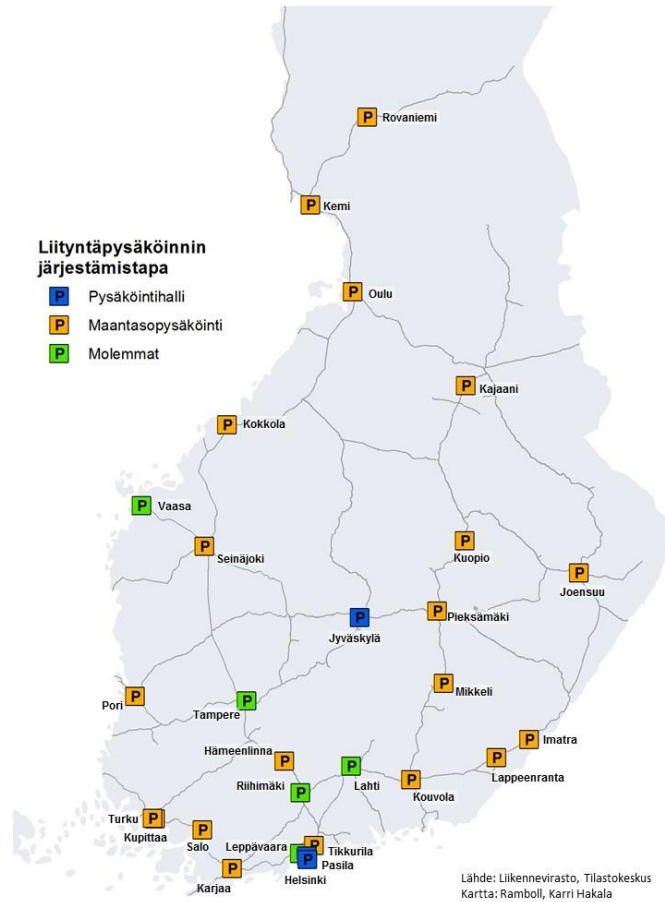 Rovaniemi
Kemi
Liityntäpysäköinnin
järjestämistapa
P Pysäköintihalli
P Maantasopysäköinti
P Molemmat
Oulu
Kajaani
Kokkola
Vaasa
Seinäjoki
Kuopio
Joensuu
Jyväskylä
Pieksämäki
Mikkeli
Pori
Tampere
Imatra
Hämeenlinna
Lappeenranta
Riihimäki
Lahti
Kouvola
Turku
Kupittaa
Salo
Leppävaara
Tikkurila
Pasila
Helsinki
Karjaa
Lähde: Liikennevirasto, Tilastokeskus
Kartta: Ramboll, Karri Hakala